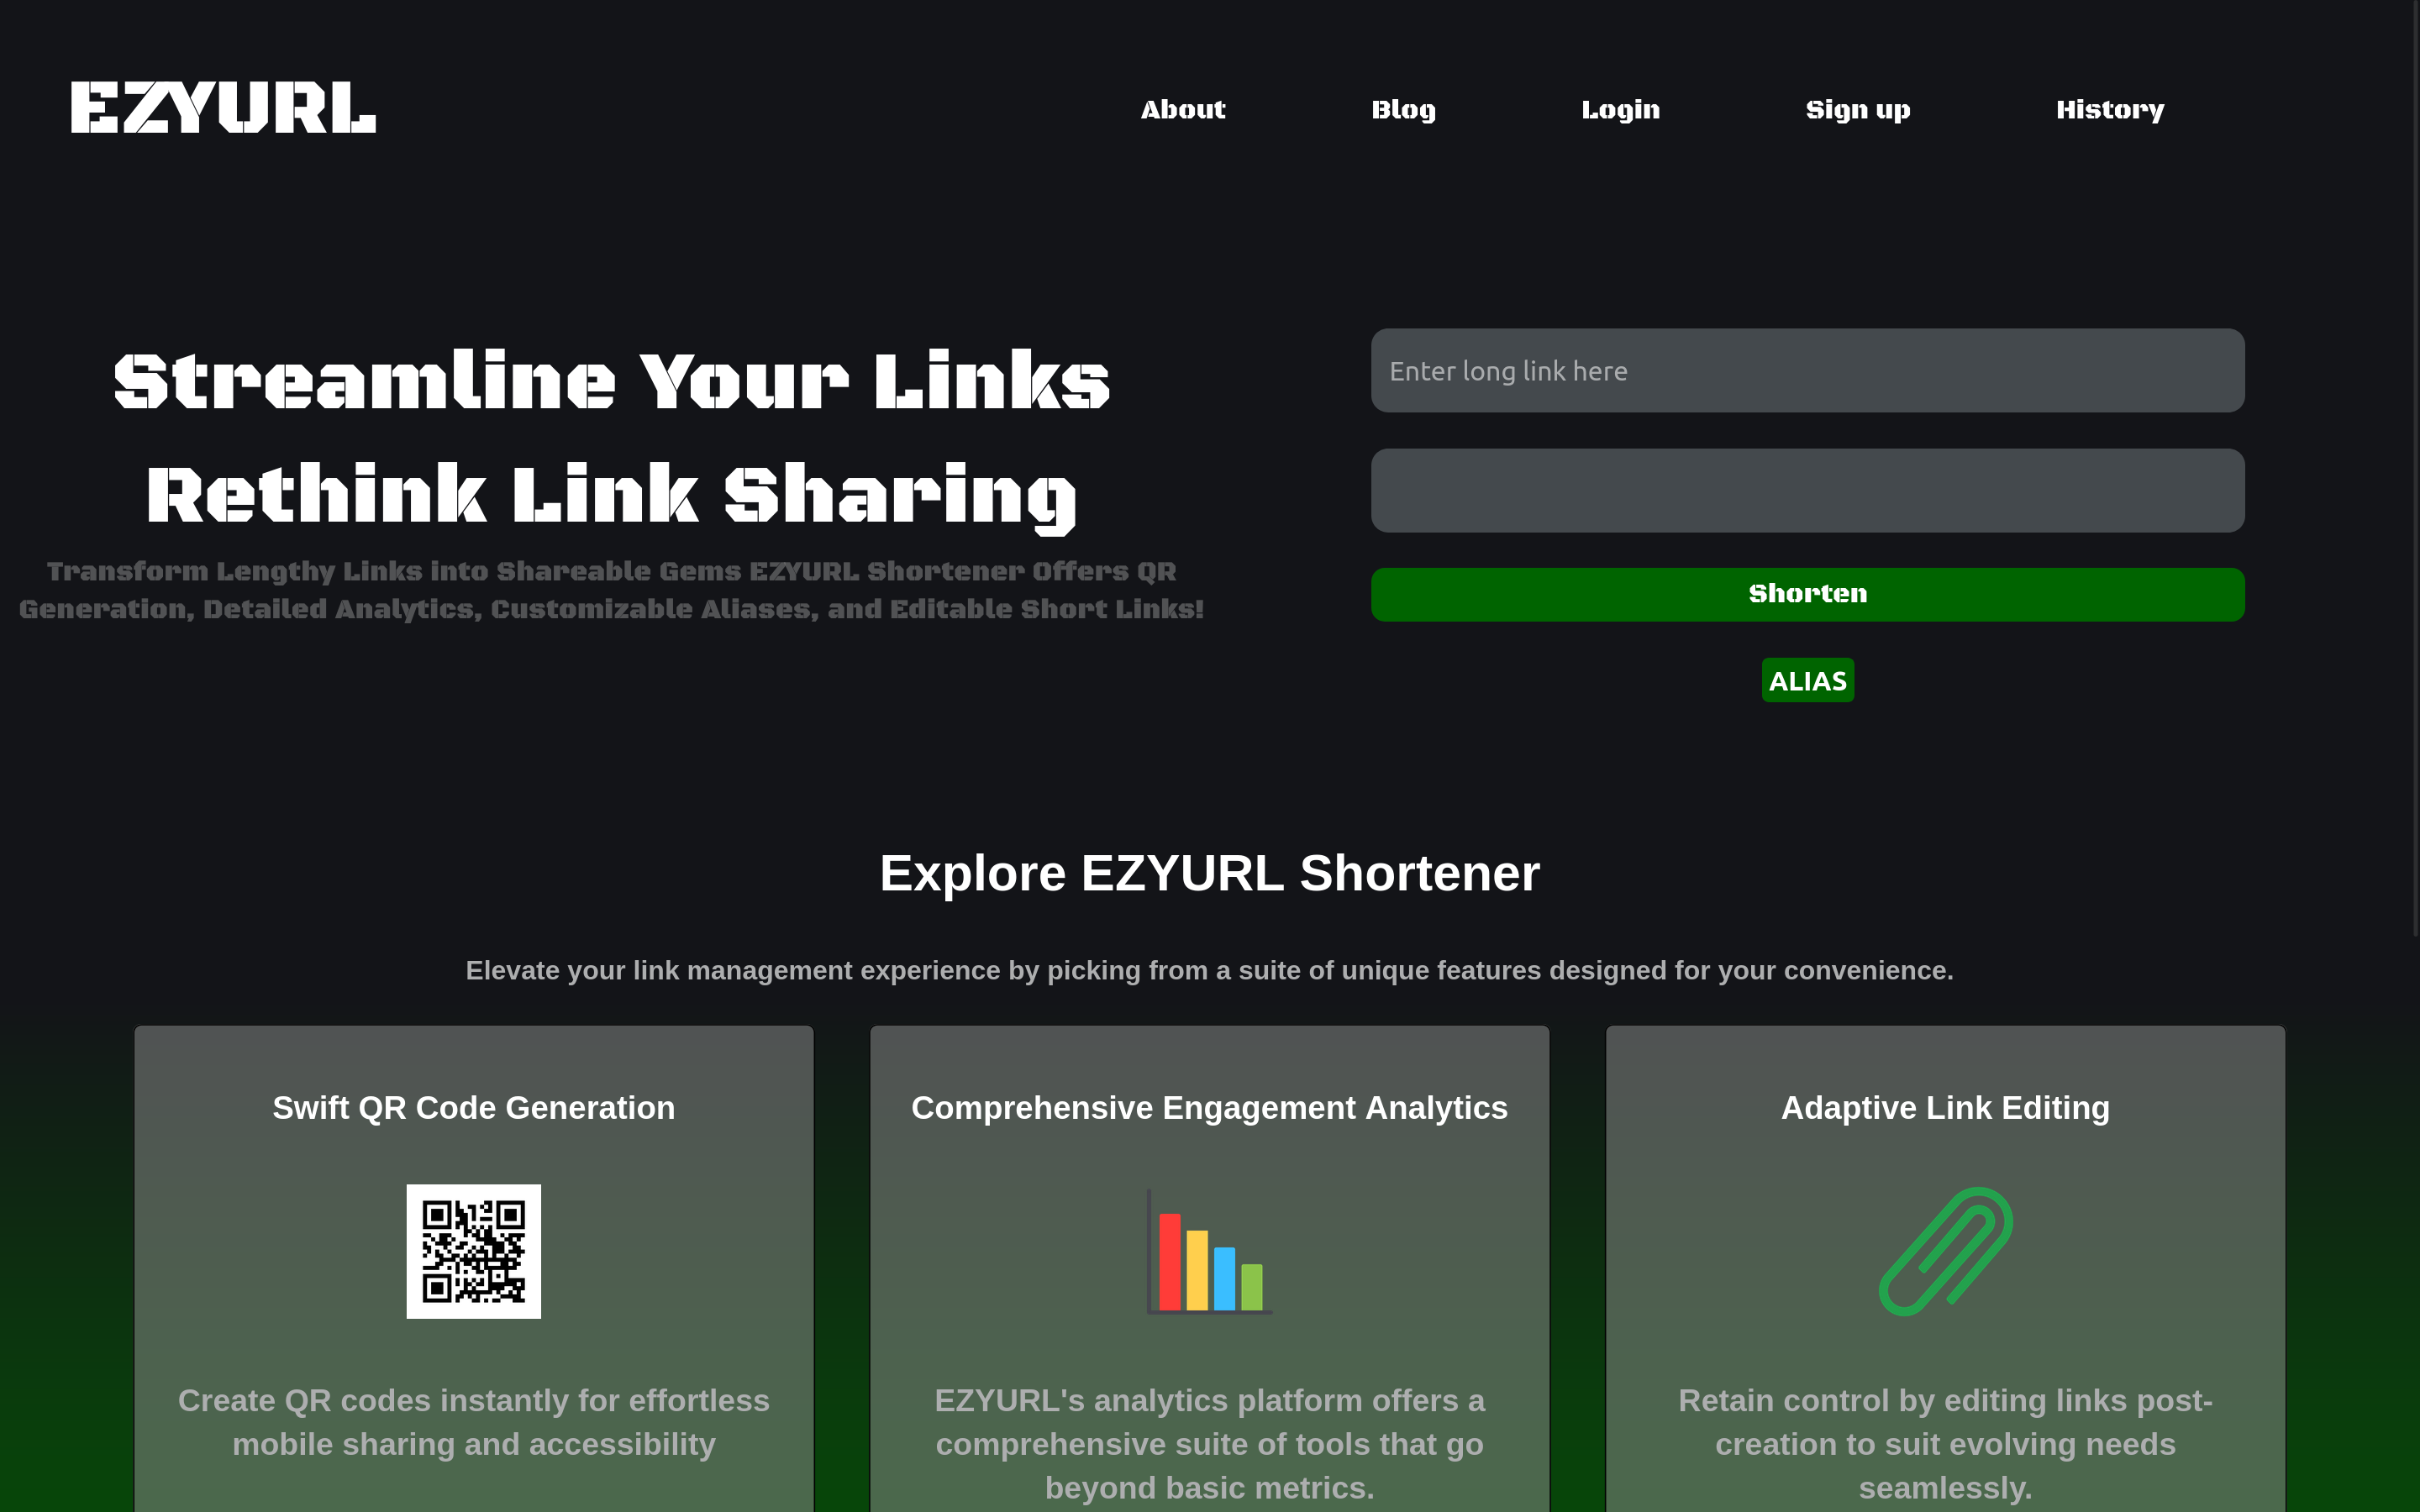 EZYURL
About
Blog
Login
Sign up
History
Streamline Your Links
Rethink Link Sharing
Transform Lengthy Links into Shareable Gems EZYURL Shortener Offers QR
Generation, Detailed Analytics, Customizable Aliases, and Editable Short Links!
Enter long link here
Shorten
ALIAS
Explore EZYURL Shortener
Elevate your link management experience by picking from a suite of unique features designed for your convenience.
Swift QR Code Generation
Create QR codes instantly for effortless
mobile sharing and accessibility
Comprehensive Engagement Analytics
EZYURL's analytics platform offers a
comprehensive suite of tools that go
beyond basic metrics.
Adaptive Link Editing
Retain control by editing links post-
creation to suit evolving needs
seamlessly.